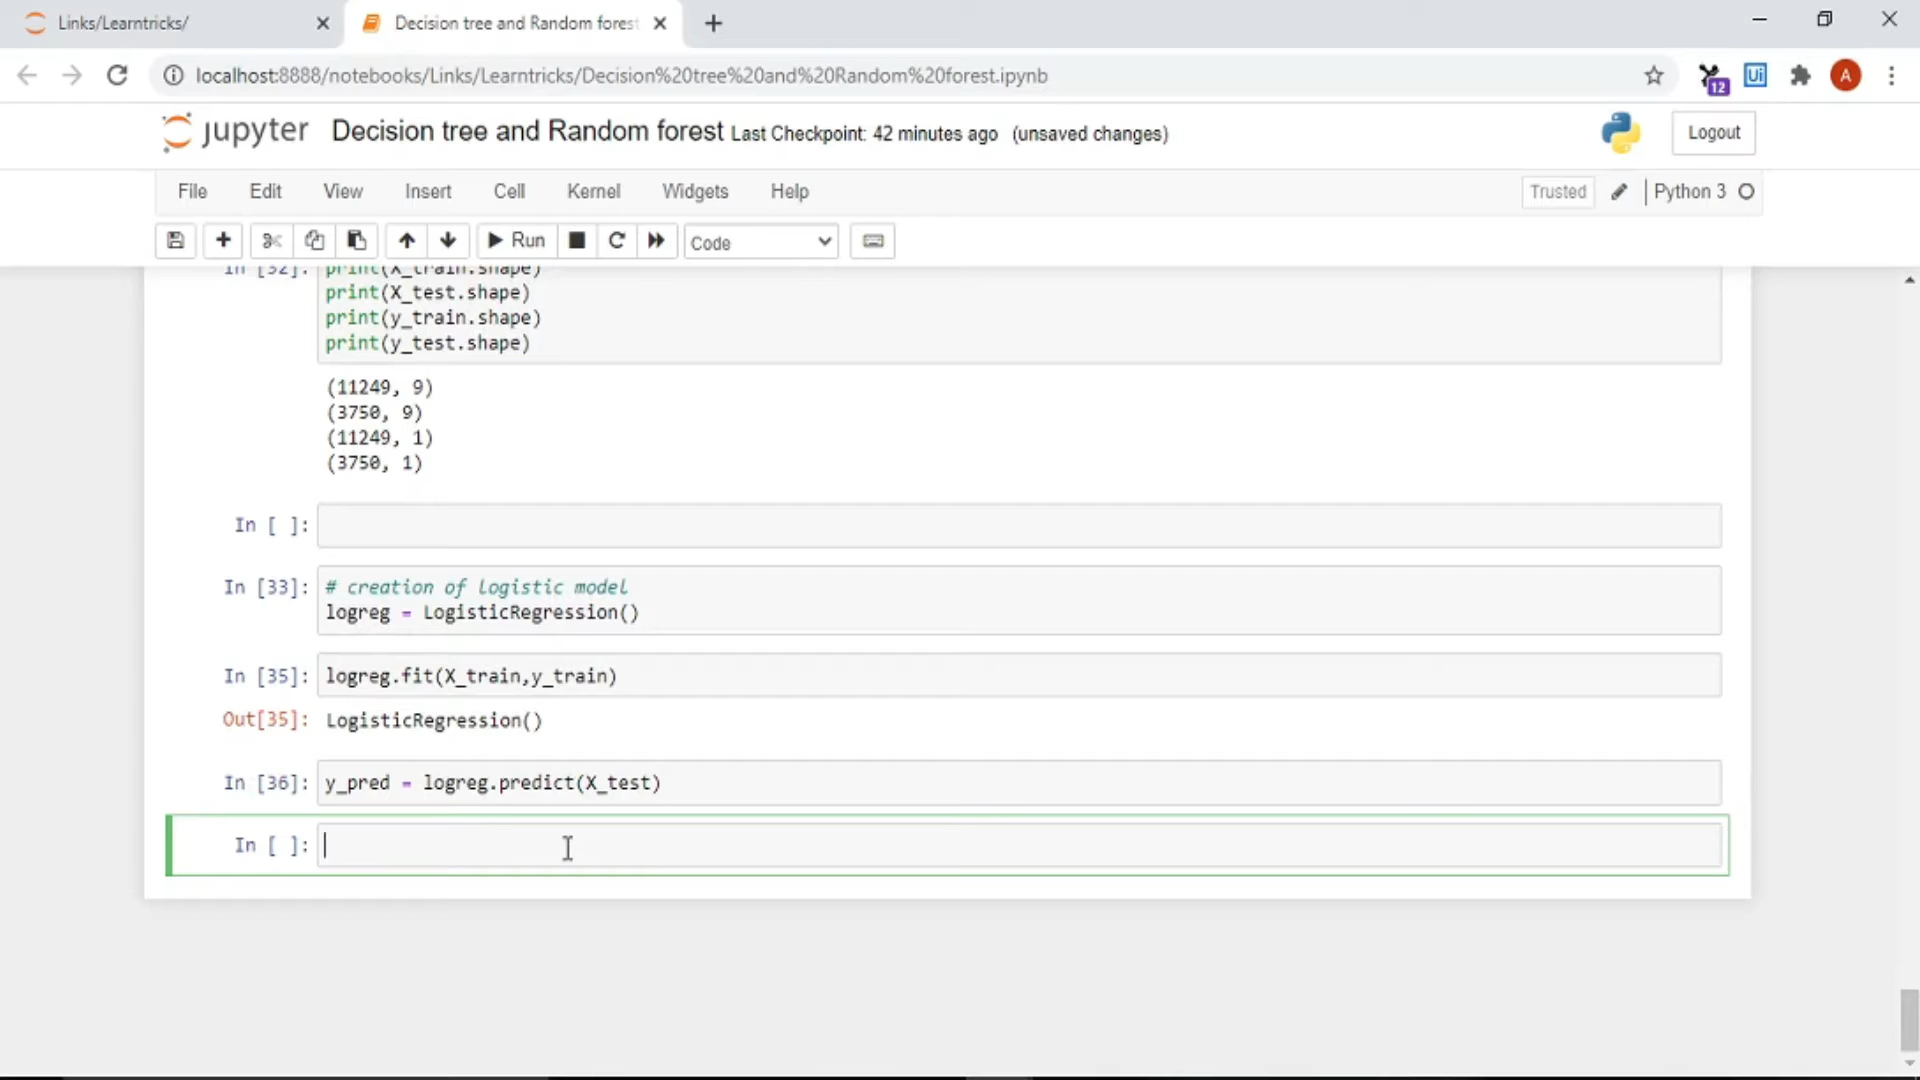 Links/Learntricks/
Decision tree and Random forest
localhost:8888/notebooks/Links/Learntricks/Decision%20tree%20and%20Random%20forest.ipynb
12
Ui
A
jupyter Decision tree and Random forest Last Checkpoint: 42 minutes ago (unsaved changes)
Logout
File Edit View Insert Cell Kernel Widgets Help
Trusted Python 3
Run Code
In [32]: print(X_train.shape)
print(X_test.shape)
print(y_train.shape)
print(y_test.shape)
(11249, 9)
(3750, 9)
(11249, 1)
(3750, 1)
In [ ]:
In [33]: # creation of logistic model
logreg = LogisticRegression()
In [35]: logreg.fit(X_train,y_train)
Out[35]: LogisticRegression()
In [36]: y_pred = logreg.predict(X_test)
In [ ]: